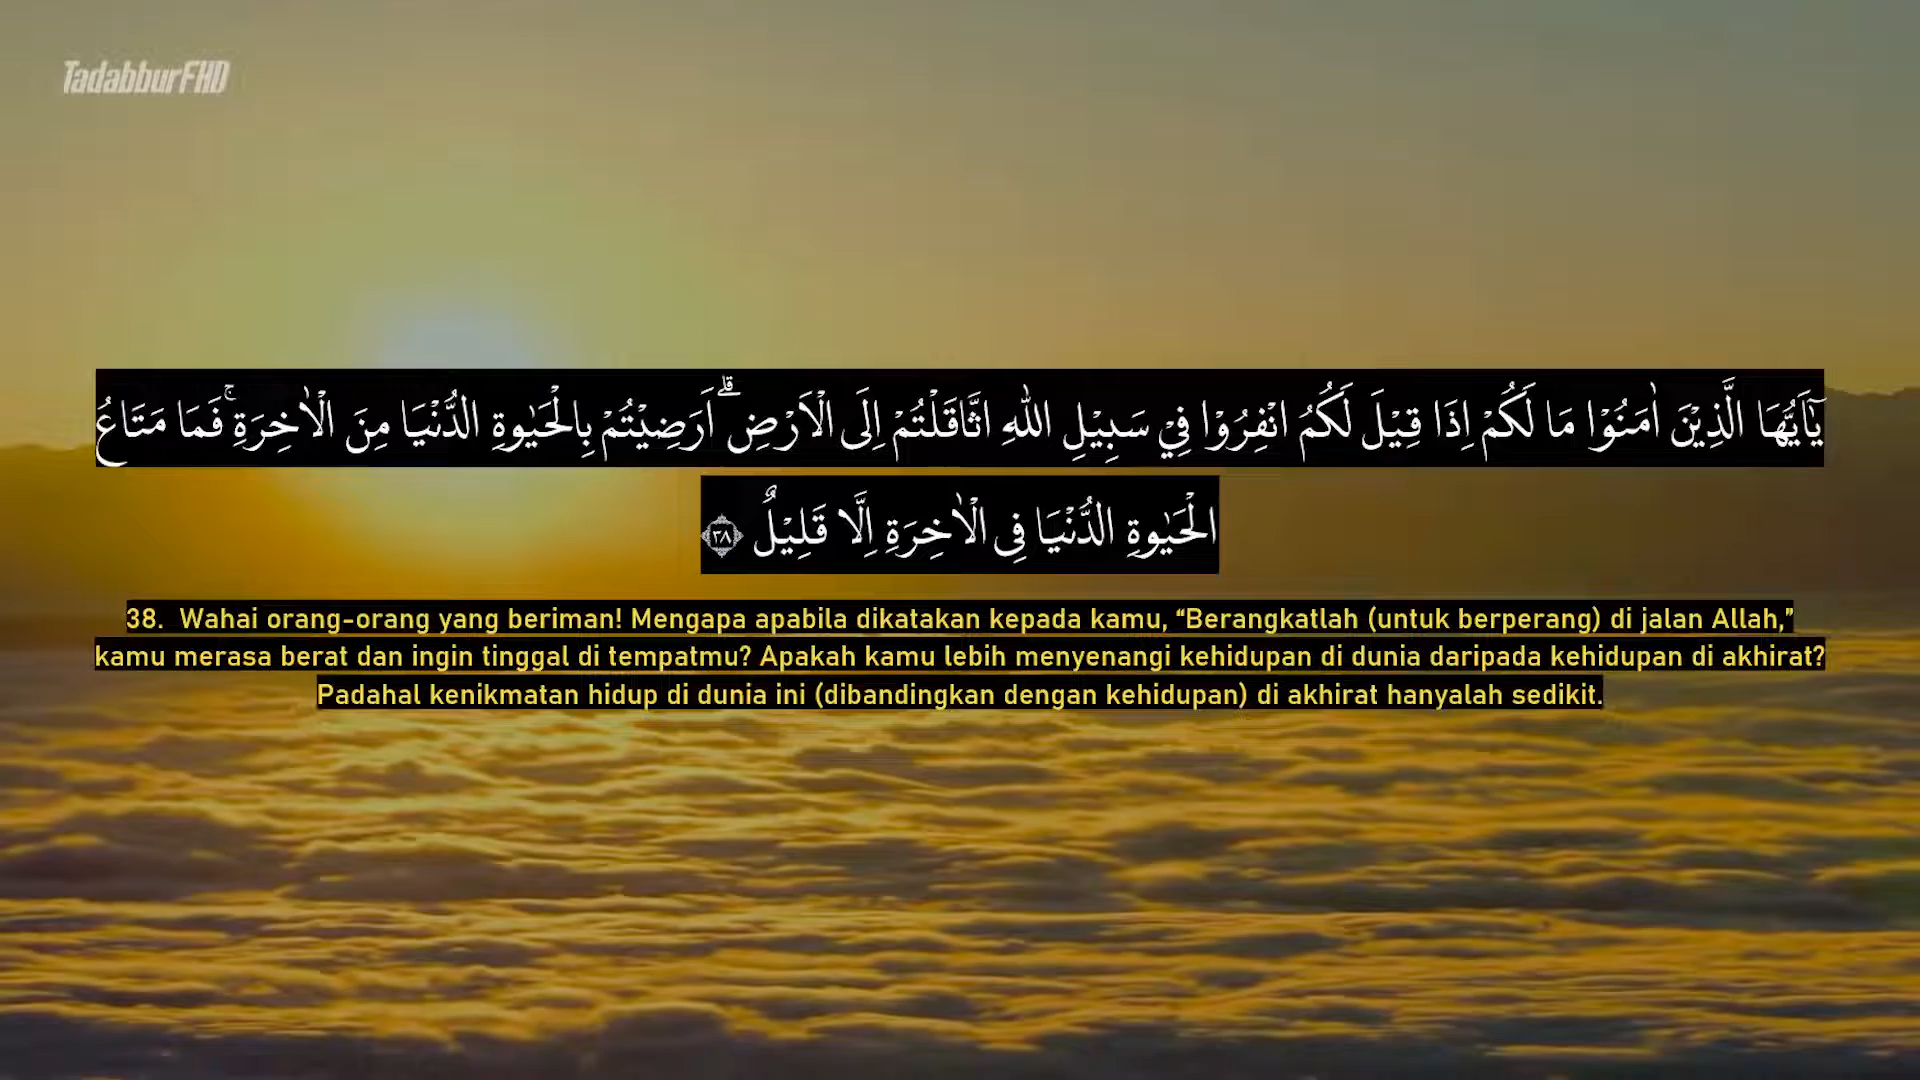 TadabburFHD
يٰٓاَيُّهَا الَّذِيْنَ اٰمَنُوْا مَا لَكُمْ اِذَا قِيْلَ لَكُمُ انْفِرُوْا فِيْ سَبِيْلِ اللّٰهِ اثَّاقَلْتُمْ اِلَى الْاَرْضِۗ اَرَضِيْتُمْ بِالْحَيٰوةِ الدُّنْيَا مِنَ الْاٰخِرَةِۚ فَمَا مَتَاعُ
الْحَيٰوةِ الدُّنْيَا فِى الْاٰخِرَةِ اِلَّا قَلِيْلٌ ٣٨
38. Wahai orang-orang yang beriman! Mengapa apabila dikatakan kepada kamu, “Berangkatlah (untuk berperang) di jalan Allah,”
kamu merasa berat dan ingin tinggal di tempatmu? Apakah kamu lebih menyenangi kehidupan di dunia daripada kehidupan di akhirat?
Padahal kenikmatan hidup di dunia ini (dibandingkan dengan kehidupan) di akhirat hanyalah sedikit.